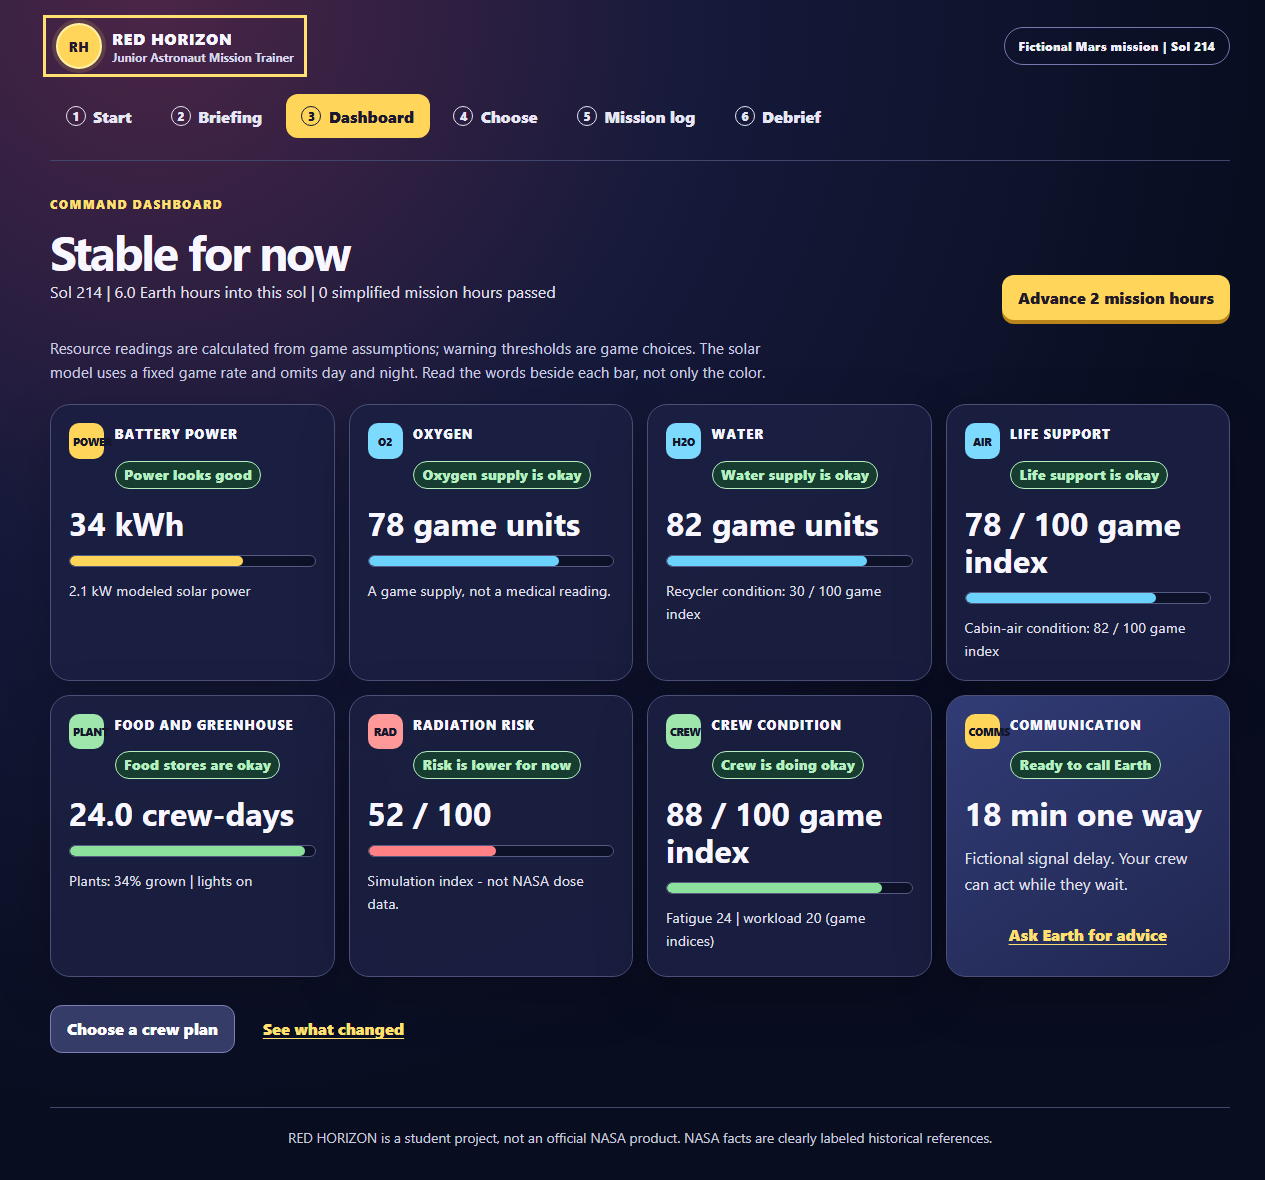 RH
RED HORIZON
Junior Astronaut Mission Trainer
Fictional Mars mission | Sol 214
1 Start
2 Briefing
3 Dashboard
4 Choose
5 Mission log
6 Debrief
COMMAND DASHBOARD
Stable for now
Sol 214 | 6.0 Earth hours into this sol | 0 simplified mission hours passed
Advance 2 mission hours
Resource readings are calculated from game assumptions; warning thresholds are game choices. The solar
model uses a fixed game rate and omits day and night. Read the words beside each bar, not only the color.
POWE
BATTERY POWER
Power looks good
34 kWh
2.1 kW modeled solar power
O2
OXYGEN
Oxygen supply is okay
78 game units
A game supply, not a medical reading.
H2O
WATER
Water supply is okay
82 game units
Recycler condition: 30 / 100 game
index
AIR
LIFE SUPPORT
Life support is okay
78 / 100 game
index
Cabin-air condition: 82 / 100 game
index
PLANT
FOOD AND GREENHOUSE
Food stores are okay
24.0 crew-days
Plants: 34% grown | lights on
RAD
RADIATION RISK
Risk is lower for now
52 / 100
Simulation index - not NASA dose
data.
CREW
CREW CONDITION
Crew is doing okay
88 / 100 game
index
Fatigue 24 | workload 20 (game
indices)
COMMS
COMMUNICATION
Ready to call Earth
18 min one way
Fictional signal delay. Your crew
can act while they wait.
Ask Earth for advice
Choose a crew plan
See what changed
RED HORIZON is a student project, not an official NASA product. NASA facts are clearly labeled historical references.